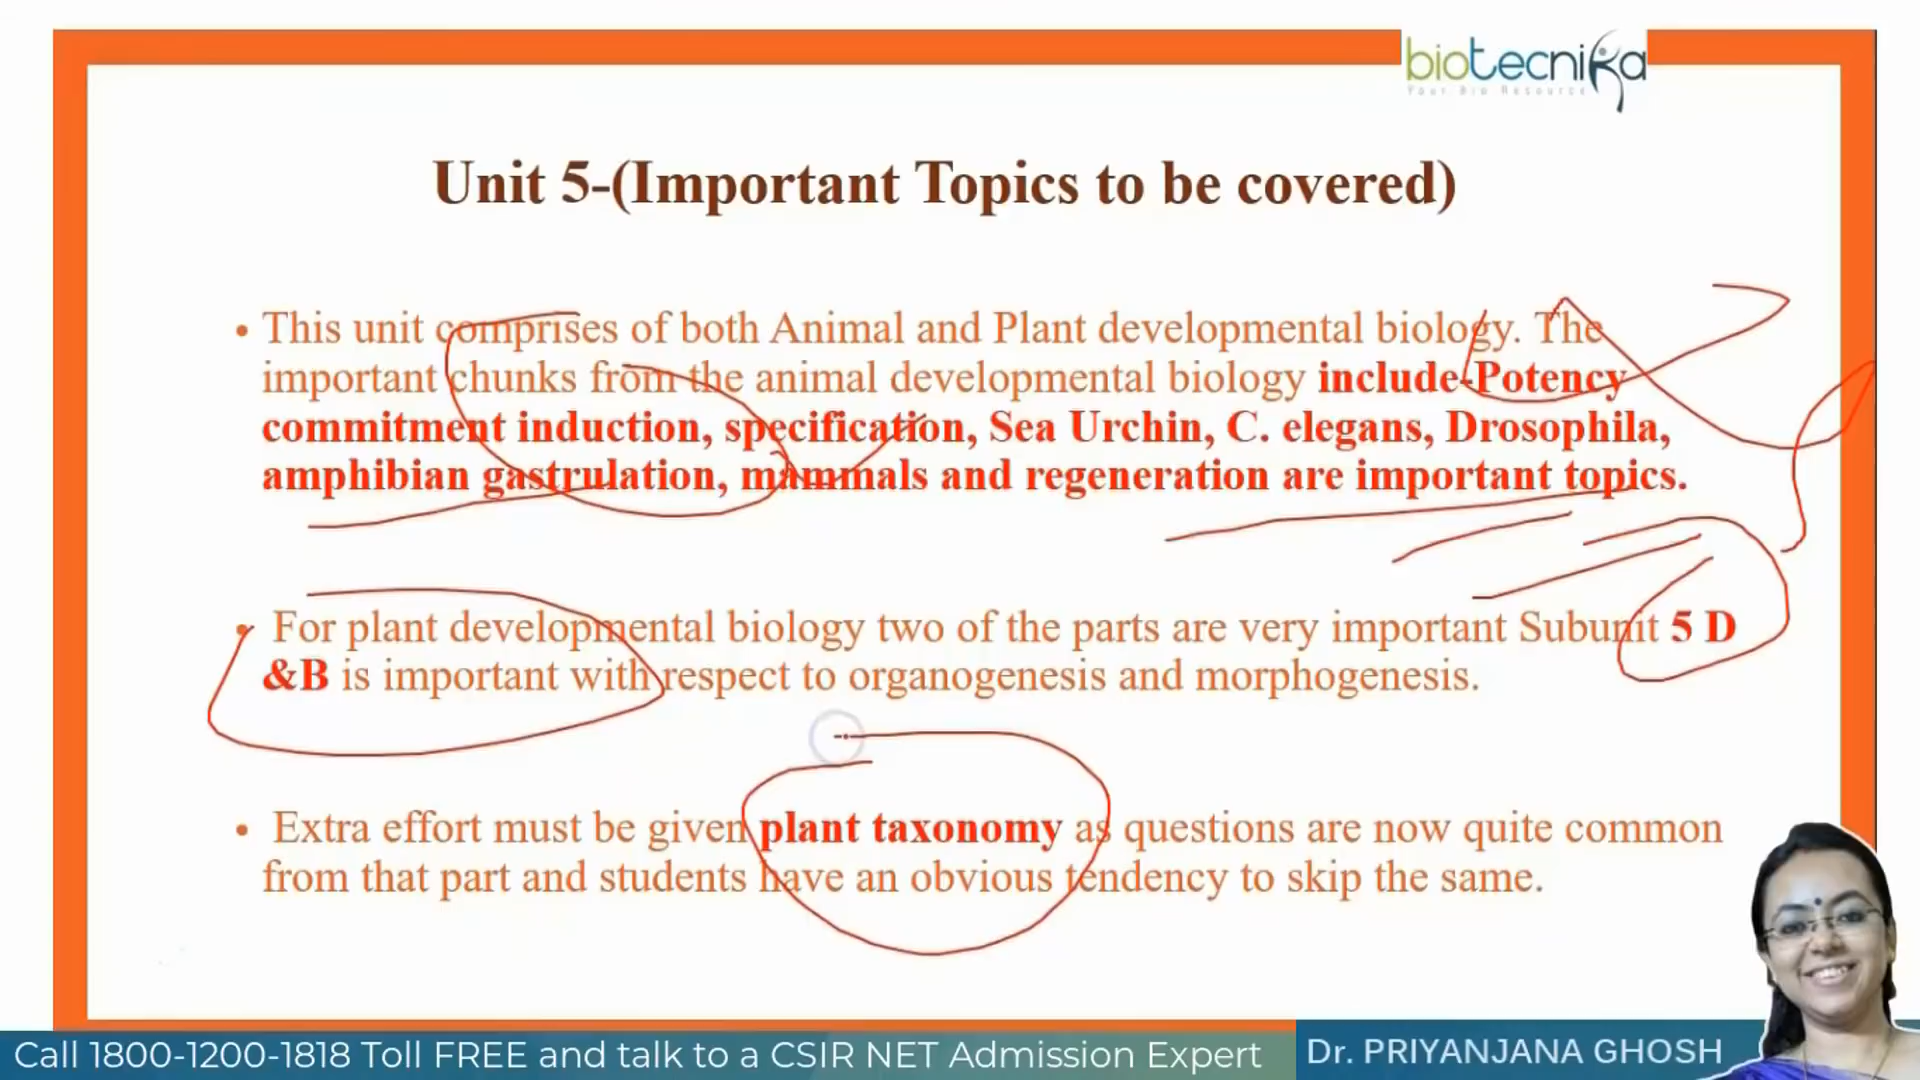 biotecnika
Your Bio Resource
Unit 5-(Important Topics to be covered)
• This unit comprises of both Animal and Plant developmental biology. The
important chunks from the animal developmental biology include-Potency
commitment induction, specification, Sea Urchin, C. elegans, Drosophila,
amphibian gastrulation, mammals and regeneration are important topics.
• For plant developmental biology two of the parts are very important Subunit 5 D
&B is important with respect to organogenesis and morphogenesis.
• Extra effort must be given plant taxonomy as questions are now quite common
from that part and students have an obvious tendency to skip the same.
Call 1800-1200-1818 Toll FREE and talk to a CSIR NET Admission Expert
Dr. PRIYANJANA GHOSH